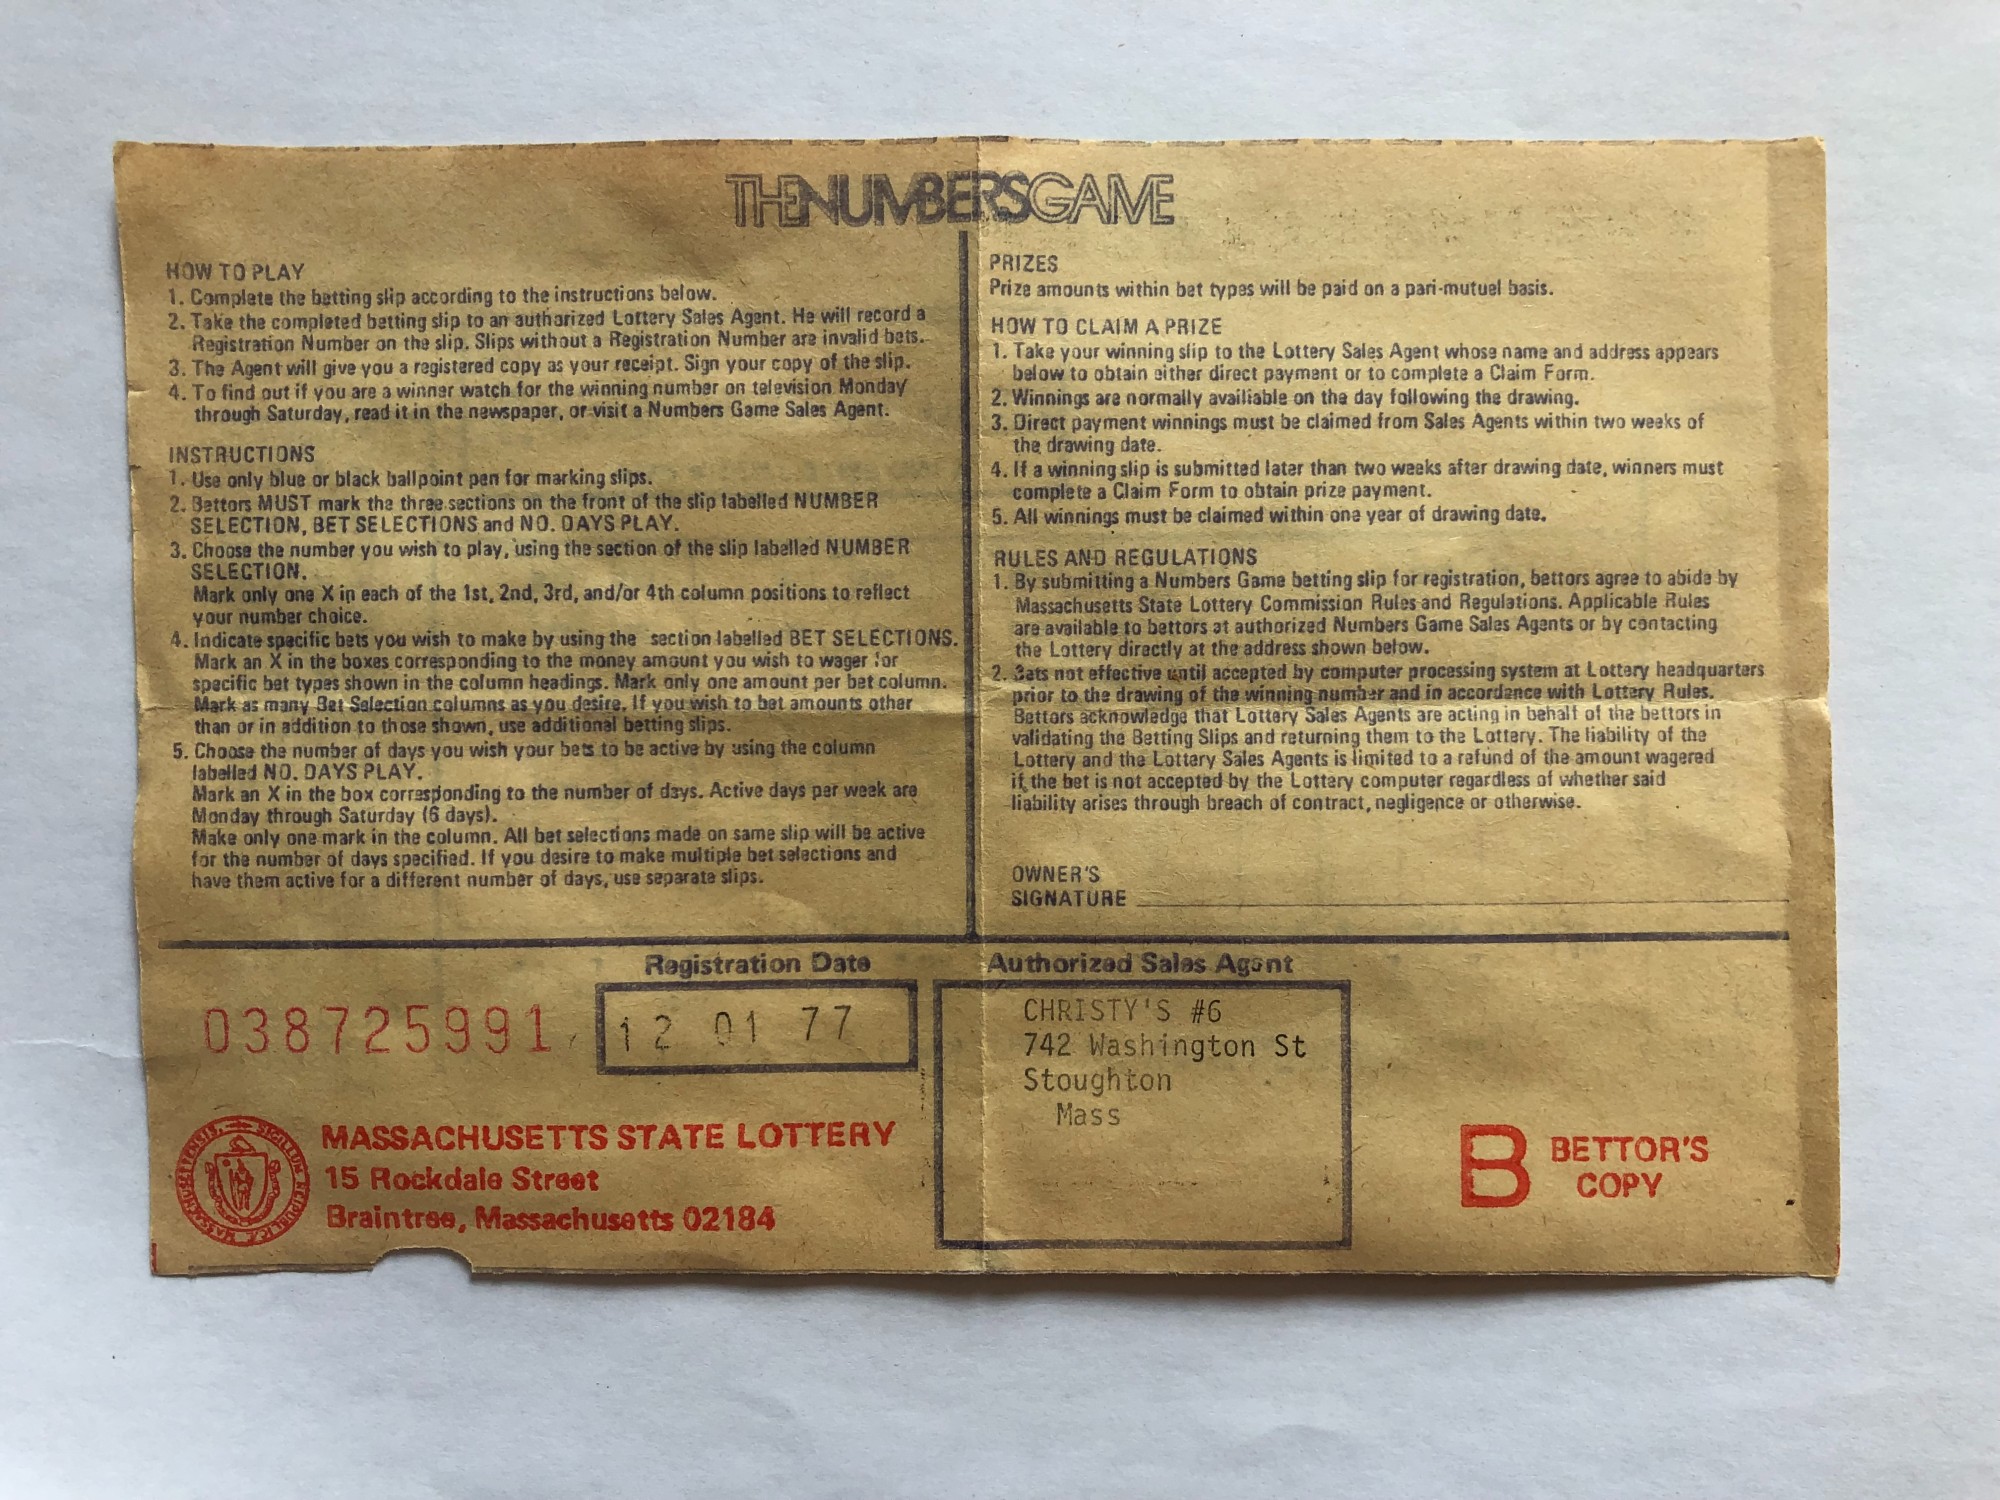 THENUMBERSGAME
HOW TO PLAY
1. Complete the betting slip according to the instructions below.
2. Take the completed betting slip to an authorized Lottery Sales Agent. He will record a
Registration Number on the slip. Slips without a Registration Number are invalid bets.
3. The Agent will give you a registered copy as your receipt. Sign your copy of the slip.
4. To find out if you are a winner watch for the winning number on television Monday
through Saturday, read it in the newspaper, or visit a Numbers Game Sales Agent.
INSTRUCTIONS
1. Use only blue or black ballpoint pen for marking slips.
2. Bettors MUST mark the three sections on the front of the slip labelled NUMBER
SELECTION, BET SELECTIONS and NO. DAYS PLAY.
3. Choose the number you wish to play, using the section of the slip labelled NUMBER
SELECTION.
Mark only one X in each of the 1st, 2nd, 3rd, and/or 4th column positions to reflect
your number choice.
4. Indicate specific bets you wish to make by using the section labelled BET SELECTIONS.
Mark an X in the boxes corresponding to the money amount you wish to wager for
specific bet types shown in the column headings. Mark only one amount per bet column.
Mark as many Bet Selection columns as you desire. If you wish to bet amounts other
than or in addition to those shown, use additional betting slips.
5. Choose the number of days you wish your bets to be active by using the column
labelled NO. DAYS PLAY.
Mark an X in the box corresponding to the number of days. Active days per week are
Monday through Saturday (6 days).
Make only one mark in the column. All bet selections made on same slip will be active
for the number of days specified. If you desire to make multiple bet selections and
have them active for a different number of days, use separate slips.
PRIZES
Prize amounts within bet types will be paid on a pari-mutuel basis.
HOW TO CLAIM A PRIZE
1. Take your winning slip to the Lottery Sales Agent whose name and address appears
below to obtain either direct payment or to complete a Claim Form.
2. Winnings are normally availiable on the day following the drawing.
3. Direct payment winnings must be claimed from Sales Agents within two weeks of
the drawing date.
4. If a winning slip is submitted later than two weeks after drawing date, winners must
complete a Claim Form to obtain prize payment.
5. All winnings must be claimed within one year of drawing date.
RULES AND REGULATIONS
1. By submitting a Numbers Game betting slip for registration, bettors agree to abide by
Massachusetts State Lottery Commission Rules and Regulations. Applicable Rules
are available to bettors at authorized Numbers Game Sales Agents or by contacting
the Lottery directly at the address shown below.
2. Bets not effective until accepted by computer processing system at Lottery headquarters
prior to the drawing of the winning number and in accordance with Lottery Rules.
Bettors acknowledge that Lottery Sales Agents are acting in behalf of the bettors in
validating the Betting Slips and returning them to the Lottery. The liability of the
Lottery and the Lottery Sales Agents is limited to a refund of the amount wagered
if the bet is not accepted by the Lottery computer regardless of whether said
liability arises through breach of contract, negligence or otherwise.
OWNER'S
SIGNATURE
Registration Date
038725991
12 01 77
Authorized Sales Agent
CHRISTY'S #6
742 Washington St
Stoughton
Mass
MASSACHUSETTS STATE LOTTERY
15 Rockdale Street
Braintree, Massachusetts 02184
B BETTOR'S
COPY